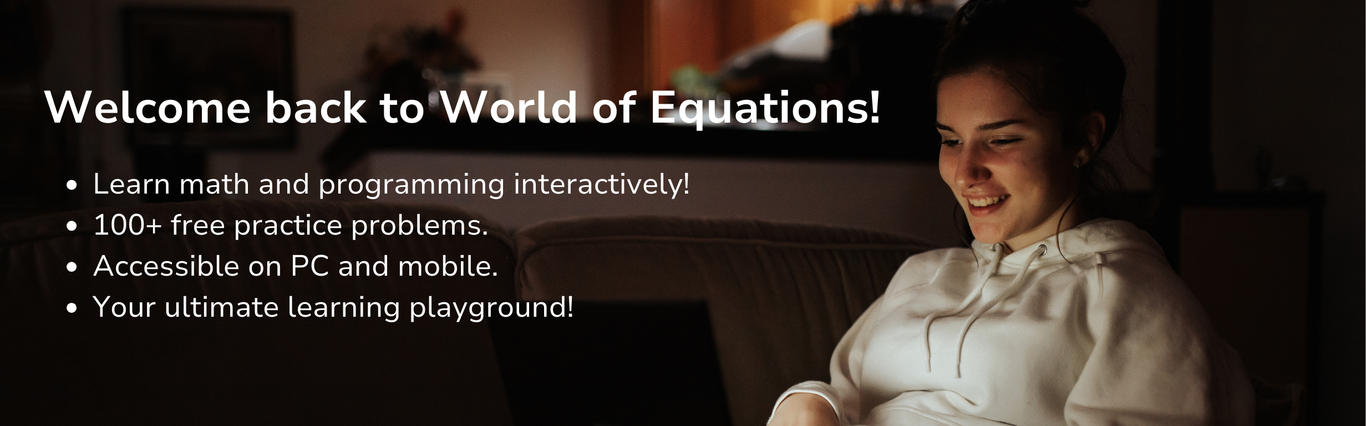 Welcome back to World of Equations!
• Learn math and programming interactively!
• 100+ free practice problems.
• Accessible on PC and mobile.
• Your ultimate learning playground!